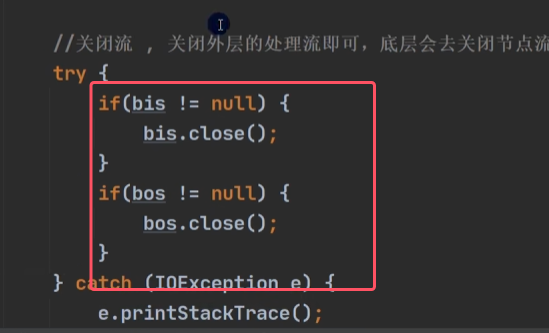 //关闭流 , 关闭外层的处理流即可，底层会去关闭节点流
try {
if(bis != null) {
bis.close();
}
if(bos != null) {
bos.close();
}
} catch (IOException e) {
e.printStackTrace();